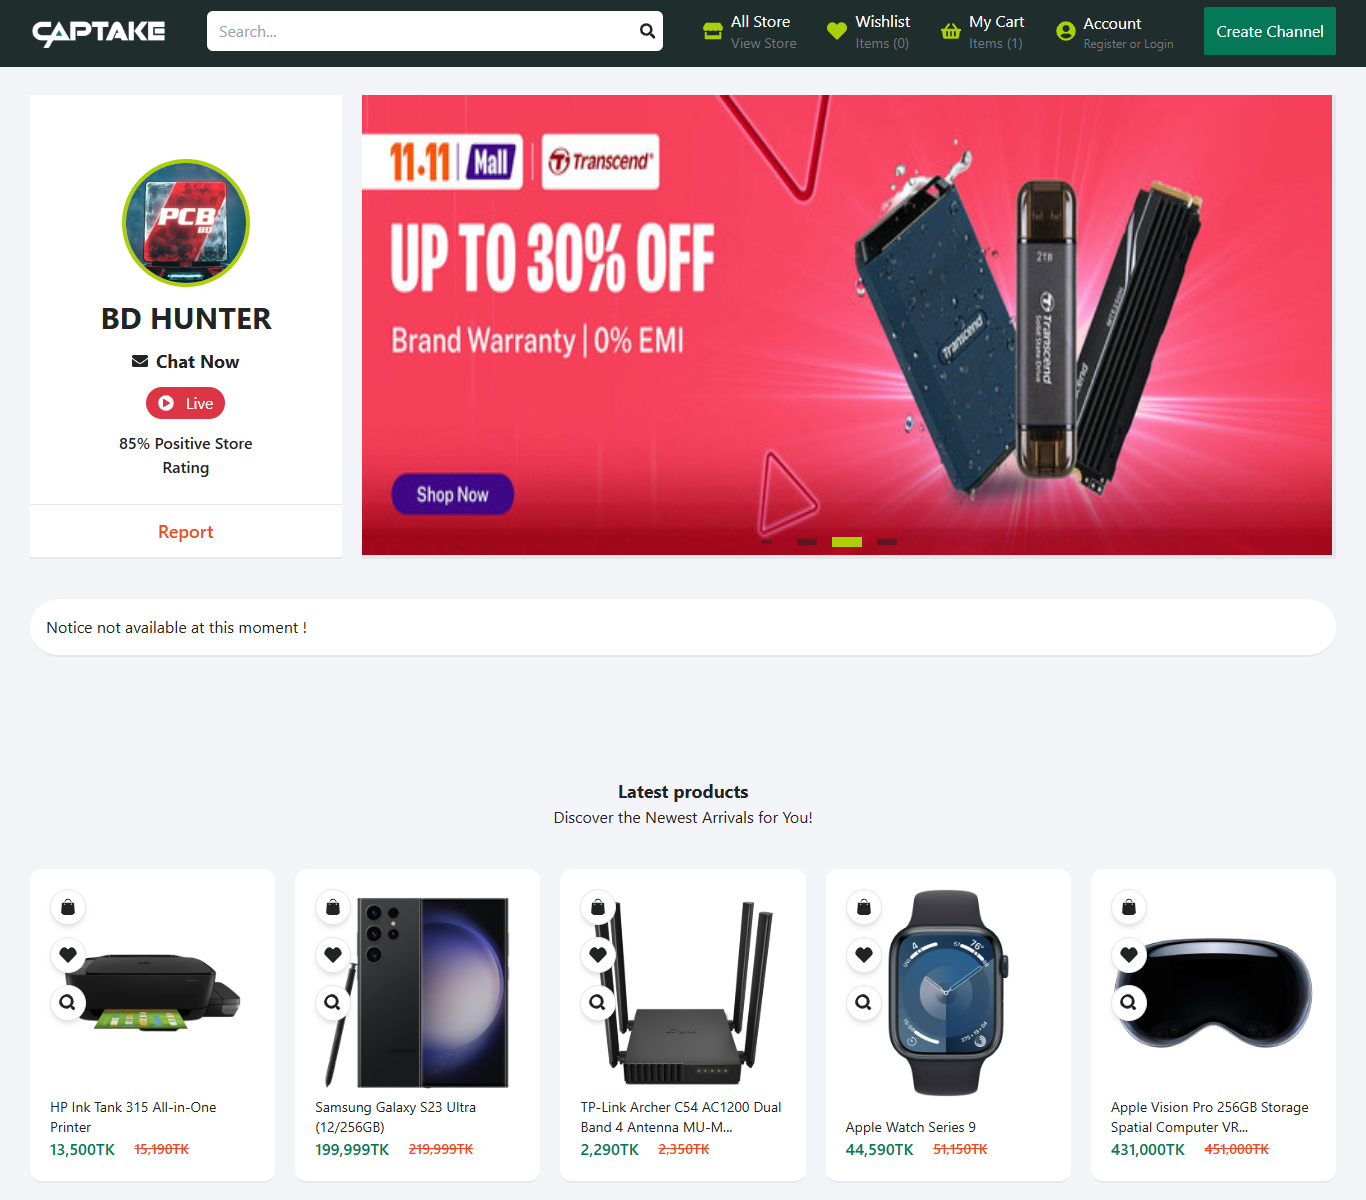 CAPTAKE
Search...
All Store
View Store
Wishlist
Items (0)
My Cart
Items (1)
Account
Register or Login
Create Channel
PCB
BD
BD HUNTER
Chat Now
Live
85% Positive Store
Rating
Report
11.11 Mall Transcend®
UP TO 30% OFF
Brand Warranty | 0% EMI
Shop Now
Transcend
2TB
Transcend
Solid State Drive
Notice not available at this moment !
Latest products
Discover the Newest Arrivals for You!
HP Ink Tank 315 All-in-One
Printer
13,500TK 15,190TK
Samsung Galaxy S23 Ultra
(12/256GB)
199,999TK 219,999TK
TP-Link Archer C54 AC1200 Dual
Band 4 Antenna MU-M...
2,290TK 2,350TK
Apple Watch Series 9
44,590TK 51,150TK
Apple Vision Pro 256GB Storage
Spatial Computer VR...
431,000TK 451,000TK